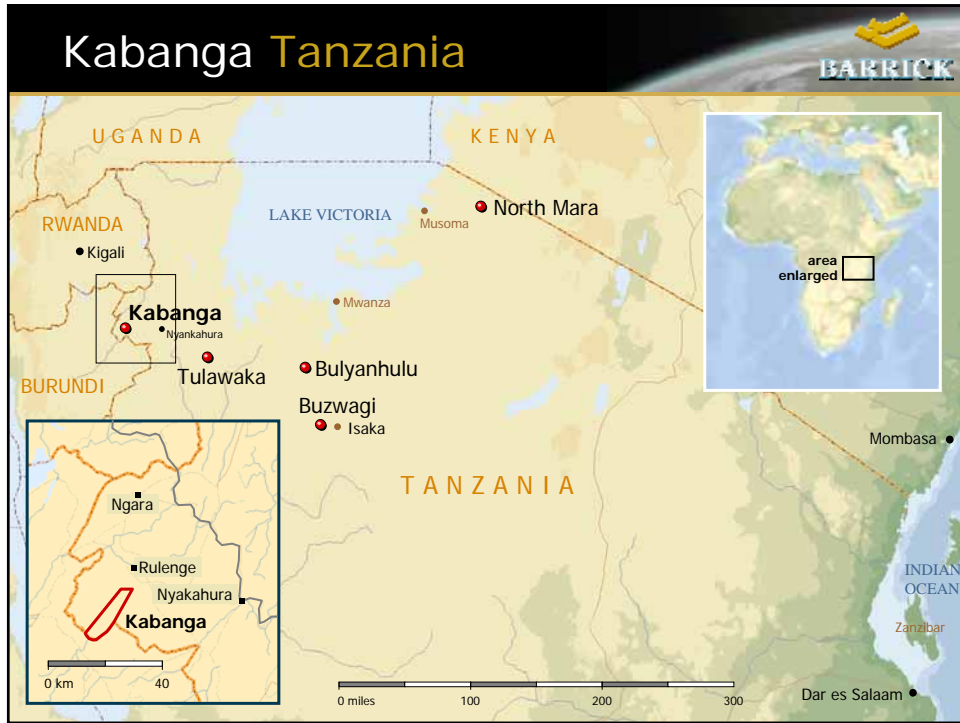 Kabanga Tanzania
BARRICK
UGANDA
KENYA
LAKE VICTORIA
North Mara
Musoma
RWANDA
Kigali
area
enlarged
Mwanza
Kabanga
Nyankahura
Tulawaka
Bulyanhulu
BURUNDI
Buzwagi
Isaka
Mombasa
TANZANIA
Ngara
Rulenge
Nyakahura
Kabanga
INDIAN
OCEAN
Zanzibar
0 km 40
0 miles 100 200 300
Dar es Salaam